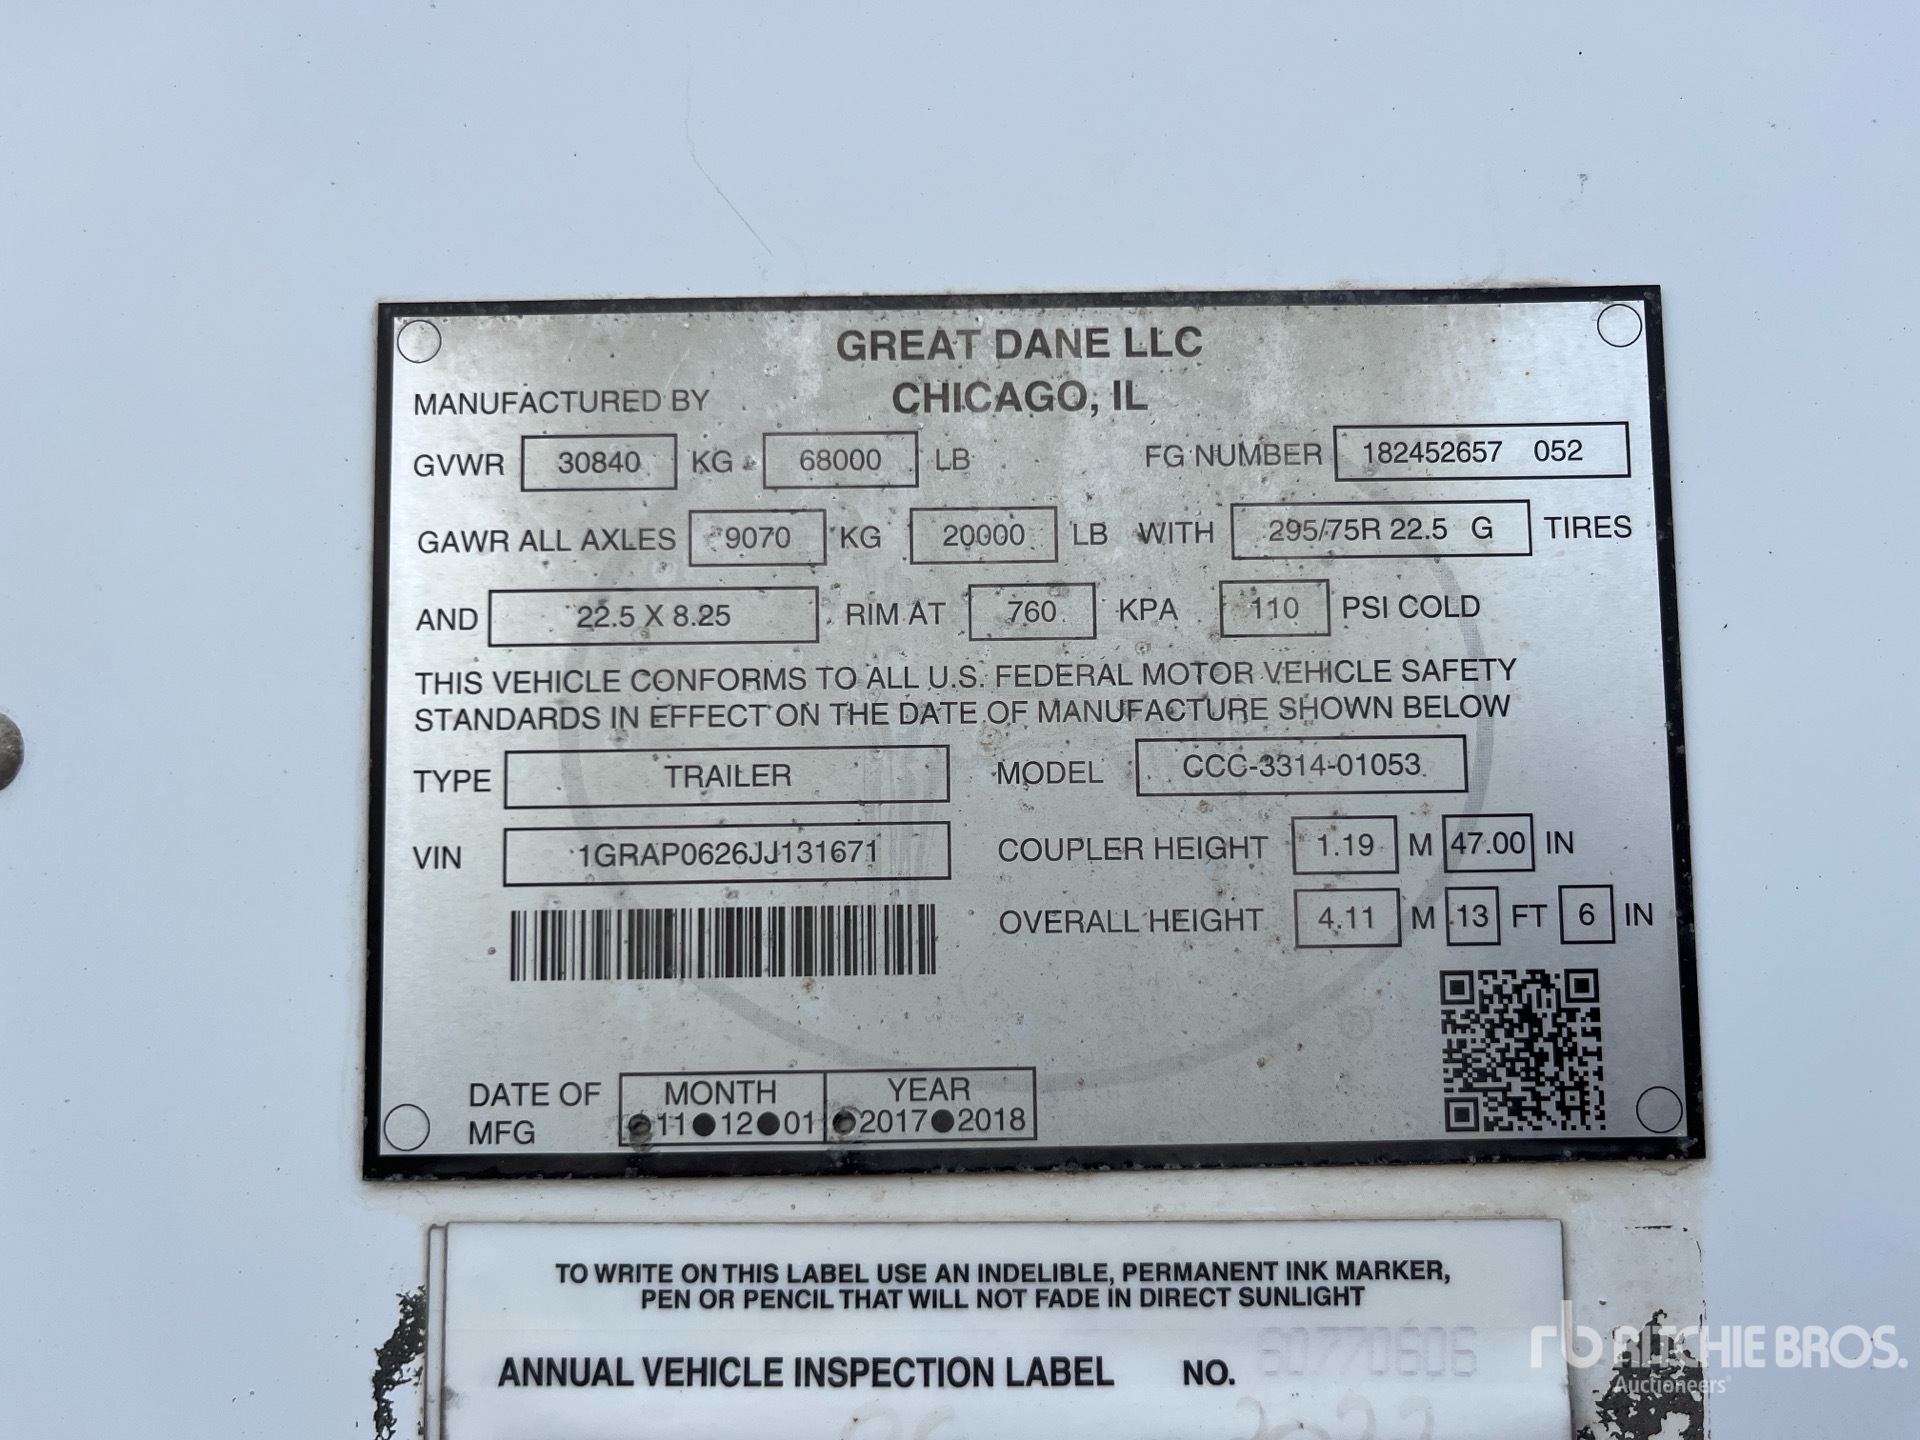 GREAT DANE LLC
MANUFACTURED BY CHICAGO, IL
GVWR 30840 KG 68000 LB FG NUMBER 182452657 052
GAWR ALL AXLES 9070 KG 20000 LB WITH 295/75R 22.5 G TIRES
AND 22.5 X 8.25 RIM AT 760 KPA 110 PSI COLD
THIS VEHICLE CONFORMS TO ALL U.S. FEDERAL MOTOR VEHICLE SAFETY
STANDARDS IN EFFECT ON THE DATE OF MANUFACTURE SHOWN BELOW
TYPE TRAILER MODEL CCC-3314-01053
VIN 1GRAP0626JJ131671 COUPLER HEIGHT 1.19 M 47.00 IN
OVERALL HEIGHT 4.11 M 13 FT 6 IN
®
DATE OF MFG
MONTH YEAR
11 12 01 2017 2018
TO WRITE ON THIS LABEL USE AN INDELIBLE, PERMANENT INK MARKER,
PEN OR PENCIL THAT WILL NOT FADE IN DIRECT SUNLIGHT
ANNUAL VEHICLE INSPECTION LABEL NO. 60770606
rb RITCHIE BROS.
Auctioneers